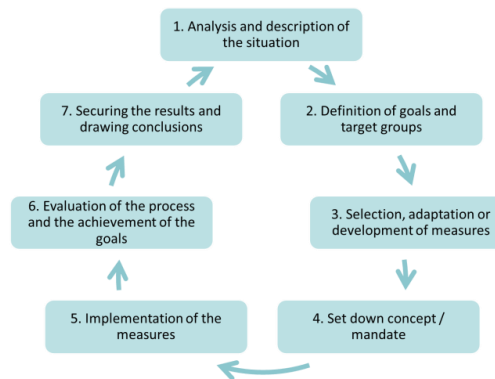 1. Analysis and description of
the situation
2. Definition of goals and
target groups
3. Selection, adaptation or
development of measures
4. Set down concept /
mandate
5. Implementation of the
measures
6. Evaluation of the process
and the achievement of the
goals
7. Securing the results and
drawing conclusions